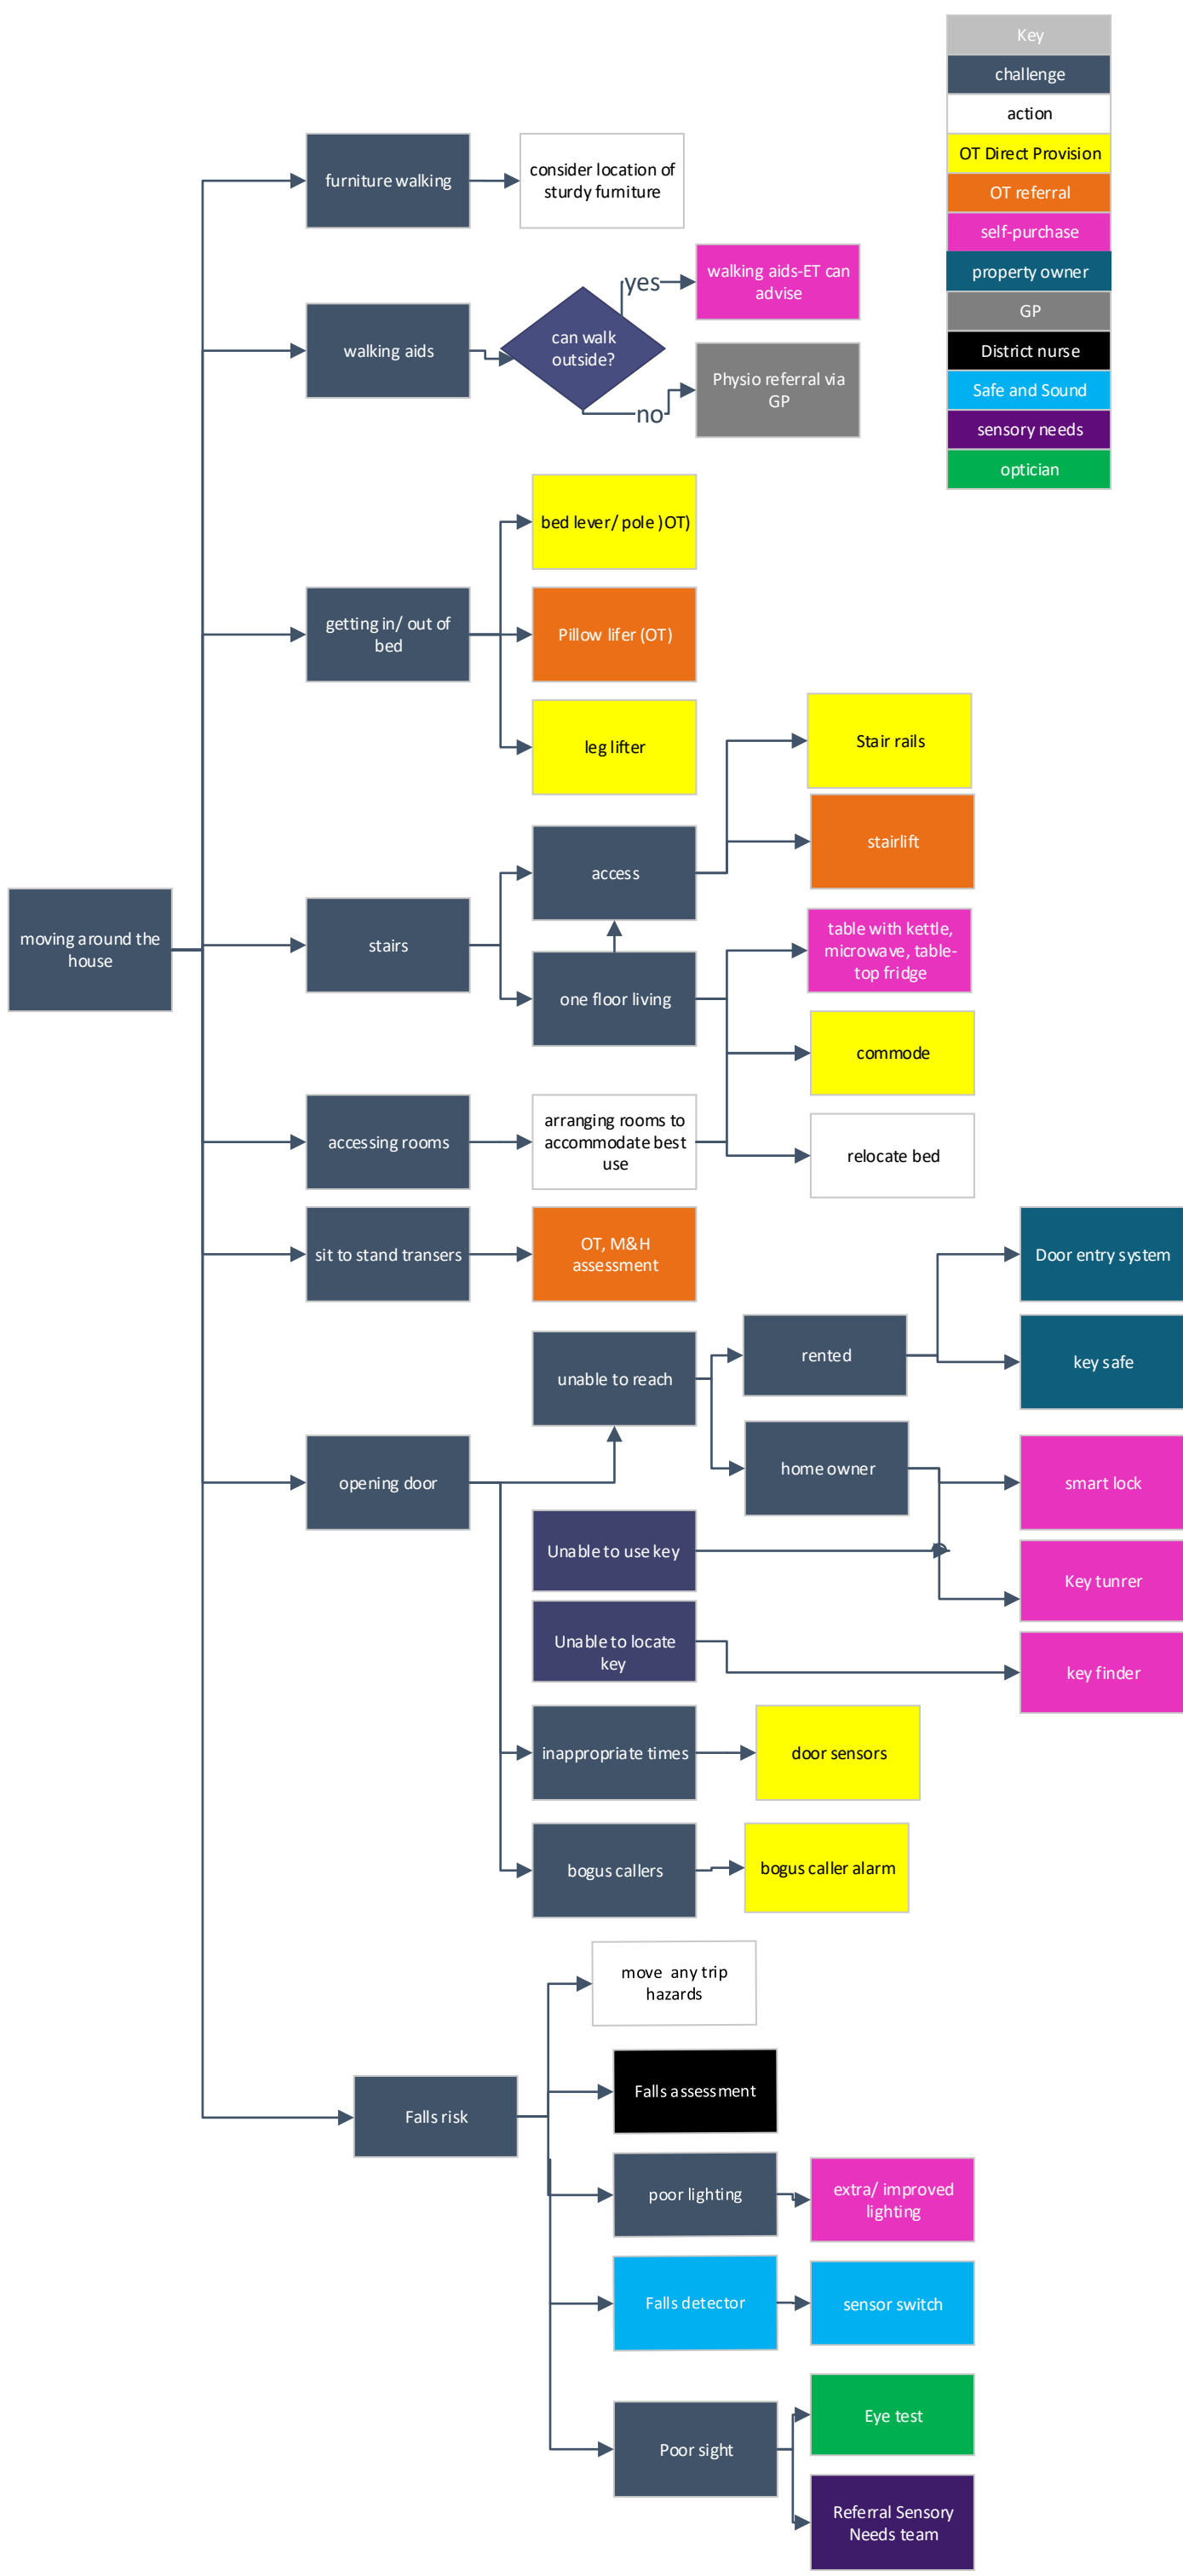 Key
challenge
action
OT Direct Provision
OT referral
self-purchase
property owner
GP
District nurse
Safe and Sound
sensory needs
optician
moving around the
house
furniture walking
consider location of
sturdy furniture
walking aids
can walk
outside?
yes
walking aids-ET can
advise
no
Physio referral via
GP
getting in/ out of
bed
bed lever/ pole )OT)
Pillow lifer (OT)
leg lifter
stairs
access
Stair rails
stairlift
one floor living
table with kettle,
microwave, table-
top fridge
commode
relocate bed
accessing rooms
arranging rooms to
accommodate best
use
sit to stand transers
OT, M&H
assessment
opening door
unable to reach
rented
Door entry system
key safe
home owner
smart lock
Key tunrer
Unable to use key
Unable to locate
key
key finder
inappropriate times
door sensors
bogus callers
bogus caller alarm
Falls risk
move any trip
hazards
Falls assessment
poor lighting
extra/ improved
lighting
Falls detector
sensor switch
Poor sight
Eye test
Referral Sensory
Needs team